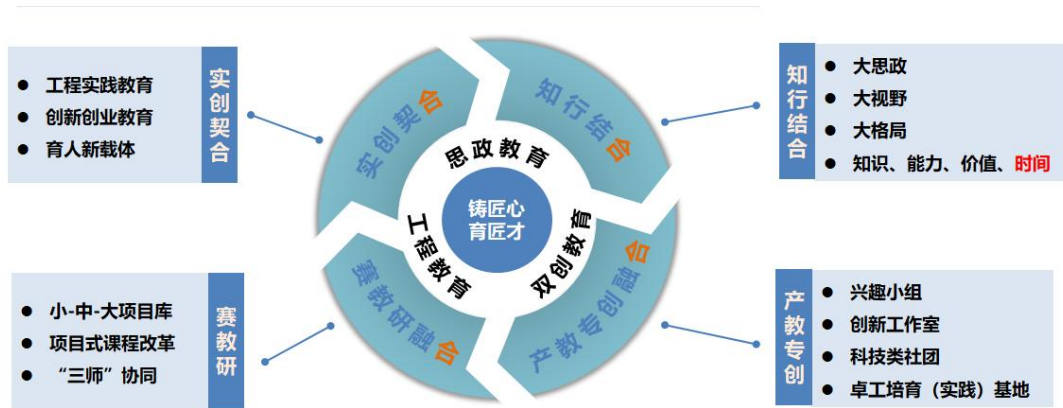 实创契合
工程实践教育
创新创业教育
育人新载体
知行结合
大思政
大视野
大格局
知识、能力、价值、时间
实创契合
知行结合
赛教研融合
产教专创融合
思政教育
工程教育
双创教育
铸匠心
育匠才
赛教研
小-中-大项目库
项目式课程改革
“三师”协同
产教专创
兴趣小组
创新工作室
科技类社团
卓工培育（实践）基地